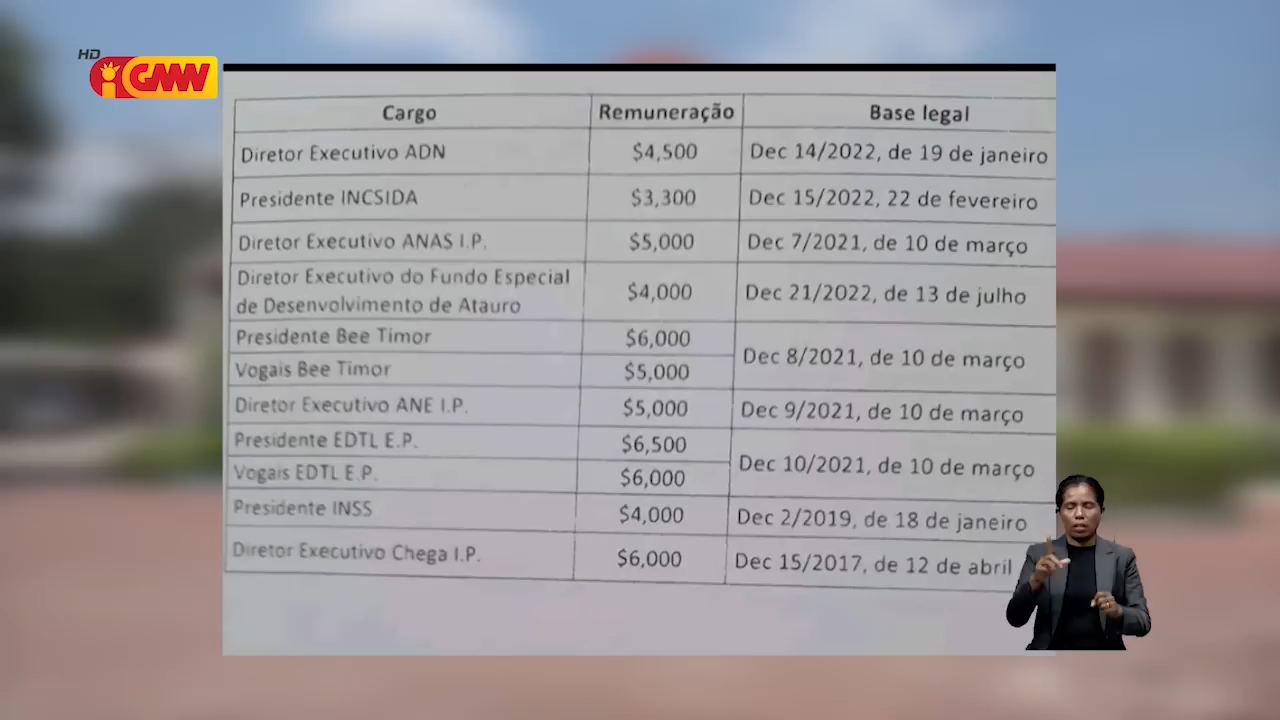 HD
GMN
Cargo Remuneração Base legal
Diretor Executivo ADN $4,500 Dec 14/2022, de 19 de janeiro
Presidente INCSIDA $3,300 Dec 15/2022, 22 de fevereiro
Diretor Executivo ANAS I.P. $5,000 Dec 7/2021, de 10 de março
Diretor Executivo do Fundo Especial
de Desenvolvimento de Atauro $4,000 Dec 21/2022, de 13 de julho
Presidente Bee Timor $6,000
Vogais Bee Timor $5,000 Dec 8/2021, de 10 de março
Diretor Executivo ANE I.P. $5,000 Dec 9/2021, de 10 de março
Presidente EDTL E.P. $6,500
Vogais EDTL E.P. $6,000 Dec 10/2021, de 10 de março
Presidente INSS $4,000 Dec 2/2019, de 18 de janeiro
Diretor Executivo Chega I.P. $6,000 Dec 15/2017, de 12 de abril